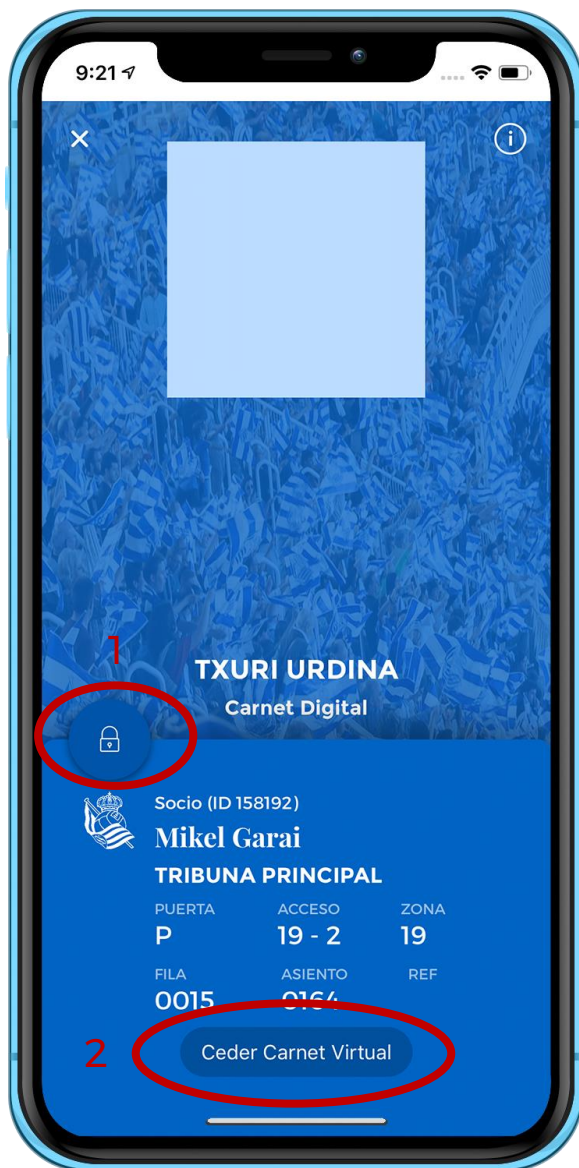 9:21
1
TXURI URDINA
Carnet Digital
Socio (ID 158192)
Mikel Garai
TRIBUNA PRINCIPAL
PUERTA ACCESO ZONA
P 19 - 2 19
FILA ASIENTO REF
0015 0164
2 Ceder Carnet Virtual